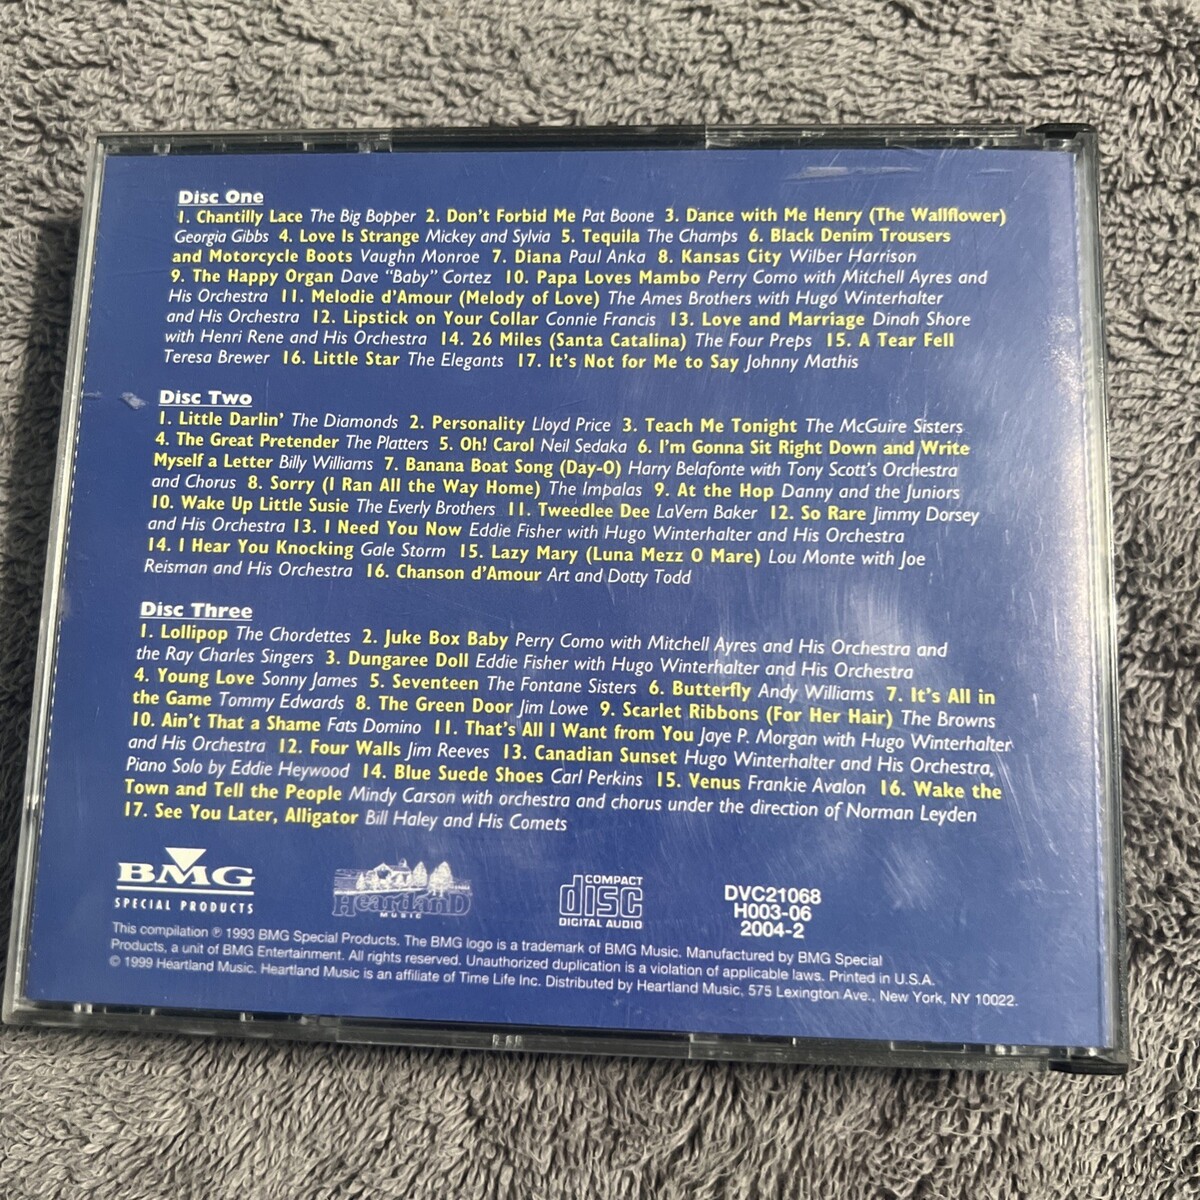 Disc One
1. Chantilly Lace The Big Bopper 2. Don't Forbid Me Pat Boone 3. Dance with Me Henry (The Wallflower)
Georgia Gibbs 4. Love Is Strange Mickey and Sylvia 5. Tequila The Champs 6. Black Denim Trousers
and Motorcycle Boots Vaughn Monroe 7. Diana Paul Anka 8. Kansas City Wilber Harrison
9. The Happy Organ Dave "Baby" Cortez 10. Papa Loves Mambo Perry Como with Mitchell Ayres and
His Orchestra 11. Melodie d'Amour (Melody of Love) The Ames Brothers with Hugo Winterhalter
and His Orchestra 12. Lipstick on Your Collar Connie Francis 13. Love and Marriage Dinah Shore
with Henri Rene and His Orchestra 14. 26 Miles (Santa Catalina) The Four Preps 15. A Tear Fell
Teresa Brewer 16. Little Star The Elegants 17. It's Not for Me to Say Johnny Mathis
Disc Two
1. Little Darlin' The Diamonds 2. Personality Lloyd Price 3. Teach Me Tonight The McGuire Sisters
4. The Great Pretender The Platters 5. Oh! Carol Neil Sedaka 6. I'm Gonna Sit Right Down and Write
Myself a Letter Billy Williams 7. Banana Boat Song (Day-O) Harry Belafonte with Tony Scott's Orchestra
and Chorus 8. Sorry (I Ran All the Way Home) The Impalas 9. At the Hop Danny and the Juniors
10. Wake Up Little Susie The Everly Brothers 11. Tweedlee Dee LaVern Baker 12. So Rare Jimmy Dorsey
and His Orchestra 13. I Need You Now Eddie Fisher with Hugo Winterhalter and His Orchestra
14. I Hear You Knocking Gale Storm 15. Lazy Mary (Luna Mezz O Mare) Lou Monte with Joe
Reisman and His Orchestra 16. Chanson d'Amour Art and Dotty Todd
Disc Three
1. Lollipop The Chordettes 2. Juke Box Baby Perry Como with Mitchell Ayres and His Orchestra and
the Ray Charles Singers 3. Dungaree Doll Eddie Fisher with Hugo Winterhalter and His Orchestra
4. Young Love Sonny James 5. Seventeen The Fontane Sisters 6. Butterfly Andy Williams 7. It's All in
the Game Tommy Edwards 8. The Green Door Jim Lowe 9. Scarlet Ribbons (For Her Hair) The Browns
10. Ain't That a Shame Fats Domino 11. That's All I Want from You Jaye P. Morgan with Hugo Winterhalter
and His Orchestra 12. Four Walls Jim Reeves 13. Canadian Sunset Hugo Winterhalter and His Orchestra,
Piano Solo by Eddie Heywood 14. Blue Suede Shoes Carl Perkins 15. Venus Frankie Avalon 16. Wake the
Town and Tell the People Mindy Carson with orchestra and chorus under the direction of Norman Leyden
17. See You Later, Alligator Bill Haley and His Comets
BMG
SPECIAL PRODUCTS
Heartland
MUSIC
COMPACT
disc
DIGITAL AUDIO
DVC21068
H003-06
2004-2
This compilation ℗ 1993 BMG Special Products. The BMG logo is a trademark of BMG Music. Manufactured by BMG Special
Products, a unit of BMG Entertainment. All rights reserved. Unauthorized duplication is a violation of applicable laws. Printed in U.S.A.
© 1999 Heartland Music. Heartland Music is an affiliate of Time Life Inc. Distributed by Heartland Music, 575 Lexington Ave., New York, NY 10022.